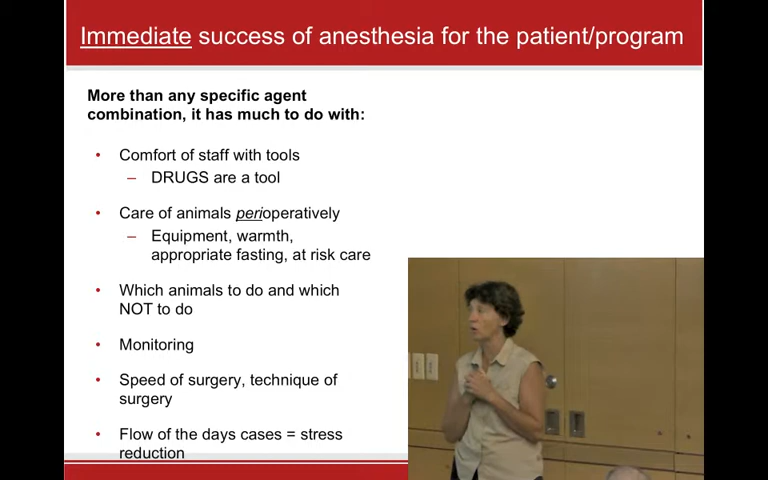 Immediate success of anesthesia for the patient/program
More than any specific agent
combination, it has much to do with:
• Comfort of staff with tools
– DRUGS are a tool
• Care of animals perioperatively
– Equipment, warmth,
appropriate fasting, at risk care
• Which animals to do and which
NOT to do
• Monitoring
• Speed of surgery, technique of
surgery
• Flow of the days cases = stress
reduction